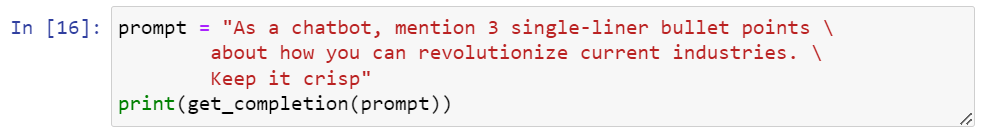 In [16]: prompt = "As a chatbot, mention 3 single-liner bullet points \
about how you can revolutionize current industries. \
Keep it crisp"
print(get_completion(prompt))